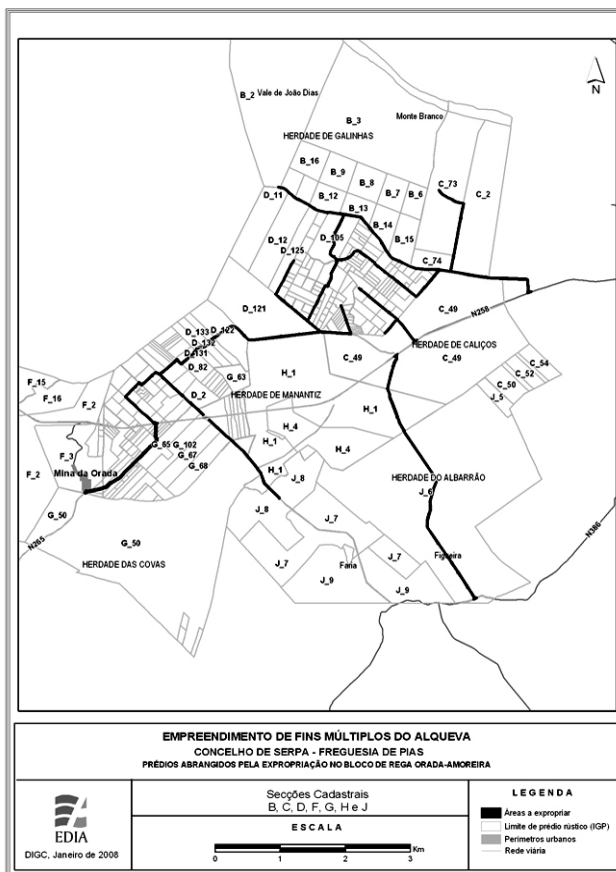 N
B_2
Vale de João Dias
B_3
Monte Branco
HERDADE DE GALINHAS
B_16
B_9
B_8
B_7
B_6
C_73
C_2
D_11
B_12
B_13
B_14
B_15
D_12
D_105
D_125
C_74
D_121
C_49
N258
D_133
D_122
D_132
D_131
HERDADE DE CALIÇOS
C_49
C_49
D_82
G_63
H_1
C_54
C_52
C_50
J_5
F_15
F_16
F_2
D_2
HERDADE DE MANANTIZ
H_1
H_4
G_65
G_102
G_67
G_68
H_1
H_4
F_3
Mina da Orada
F_2
H_1
J_8
HERDADE DO ALBARRÃO
J_6
G_50
J_8
J_7
N265
G_50
N386
HERDADE DAS COVAS
J_7
Faria
J_7
Figueira
J_9
J_9
EMPREENDIMENTO DE FINS MÚLTIPLOS DO ALQUEVA
CONCELHO DE SERPA - FREGUESIA DE PIAS
PRÉDIOS ABRANGIDOS PELA EXPROPRIAÇÃO NO BLOCO DE REGA ORADA-AMOREIRA
EDIA
DIGC, Janeiro de 2008
Secções Cadastrais
B, C, D, F, G, H e J
ESCALA
0 1 2 3 Km
LEGENDA
Áreas a expropriar
Limite de prédio rústico (IGP)
Perímetros urbanos
Rede viária